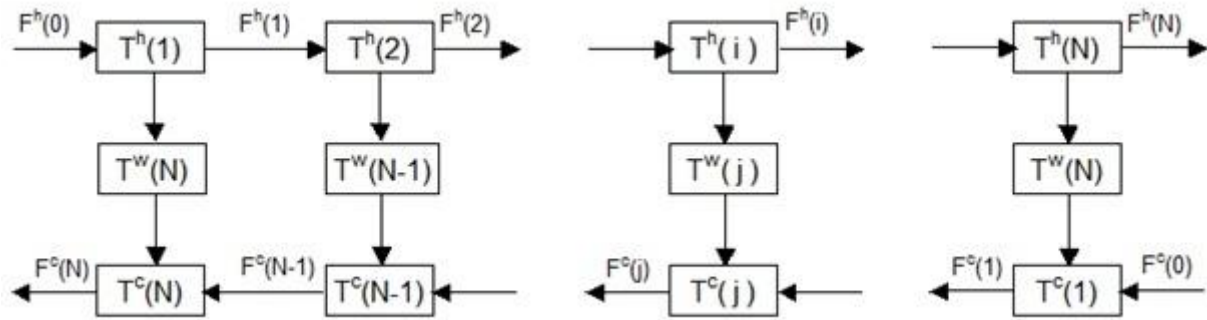 F^h(0) F^h(1) F^h(2) F^h(i) F^h(N)
T^h(1) T^h(2) T^h(i) T^h(N)
T^w(N) T^w(N-1) T^w(j) T^w(N)
F^c(N) F^c(N-1) F^c(j) F^c(1) F^c(0)
T^c(N) T^c(N-1) T^c(j) T^c(1)